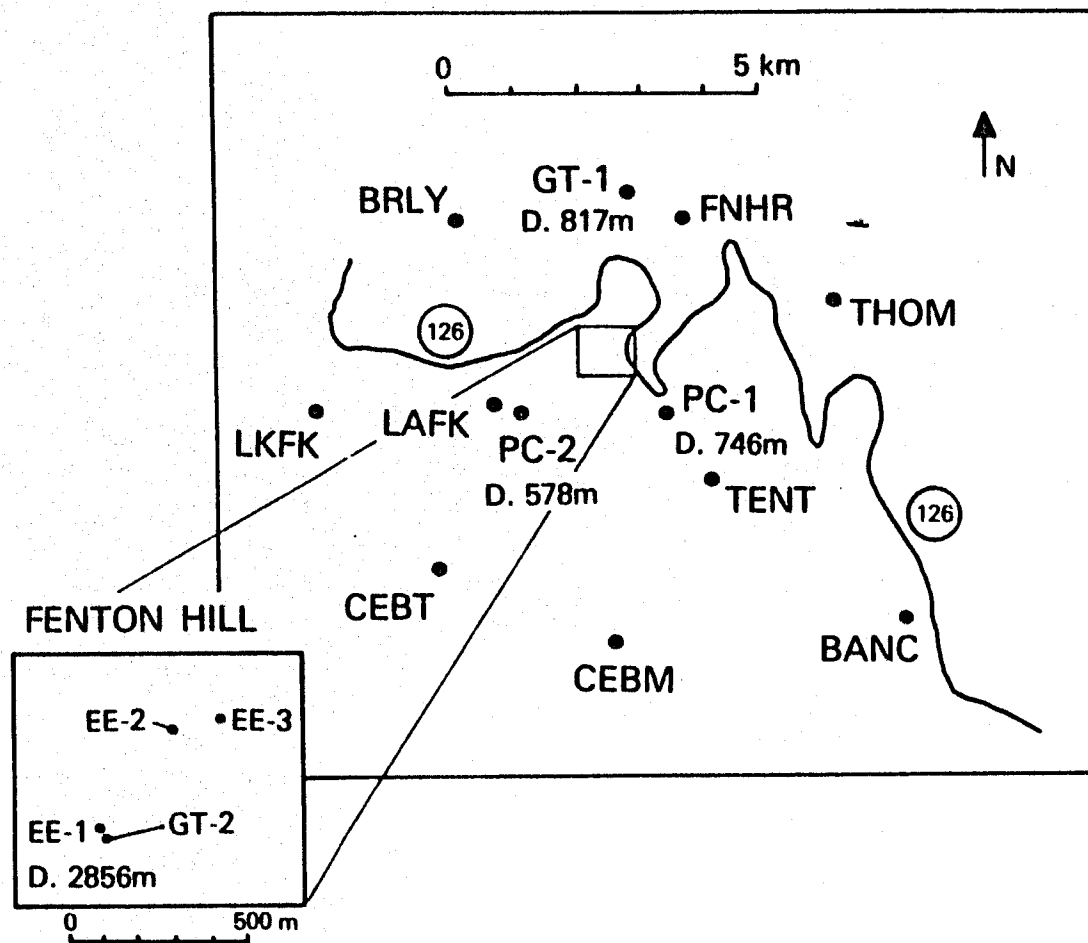 0 5 km
N
GT-1
D. 817m
BRLY
FNHR
THOM
126
LKFK
LAFK
PC-2
D. 578m
PC-1
D. 746m
TENT
126
CEBT
CEBM
BANC
FENTON HILL
EE-2
EE-3
EE-1
GT-2
D. 2856m
0 500 m